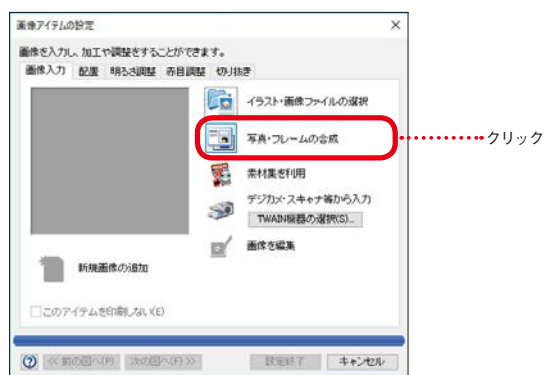 画像アイテムの設定
画像を入力し、加工や調整をすることができます。
画像入力 配置 明るさ調整 赤目調整 切り抜き
イラスト・画像ファイルの選択
写真・フレームの合成
クリック
素材集を利用
デジカメ・スキャナ等から入力
TWAIN機器の選択(S)...
画像を編集
新規画像の追加
このアイテムを印刷しない(E)
<< 前の図へ(P) 次の図へ(F) >> 設定終了 キャンセル